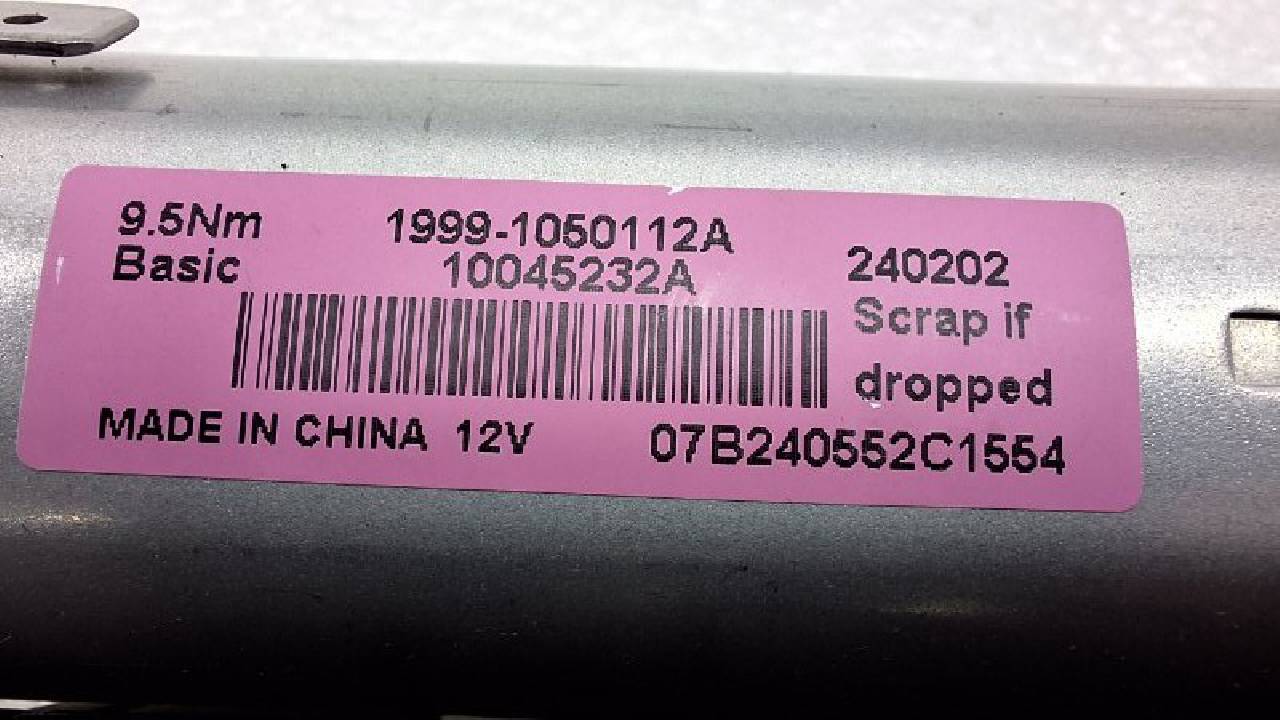 9.5Nm 1999-1050112A
Basic 10045232A 240202
Scrap if
dropped
MADE IN CHINA 12V 07B240552C1554